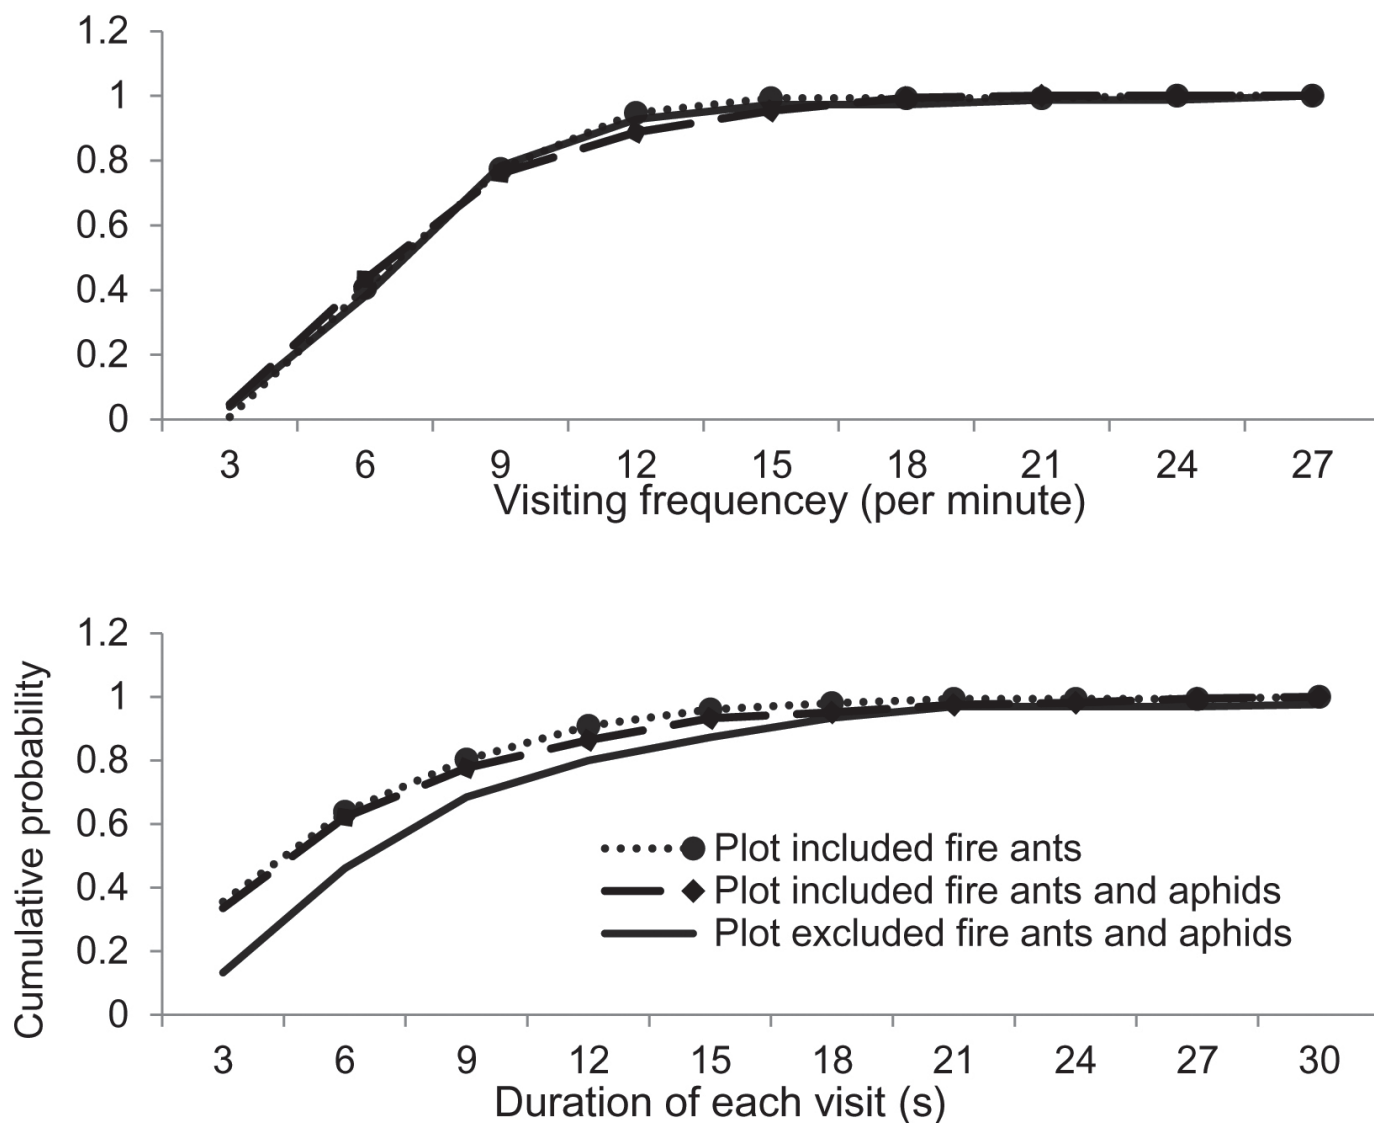 1.2
1
0.8
0.6
0.4
0.2
0
3 6 9 12 15 18 21 24 27
Visiting frequencey (per minute)
Cumulative probability
1.2
1
0.8
0.6
0.4
0.2
0
Plot included fire ants
Plot included fire ants and aphids
Plot excluded fire ants and aphids
3 6 9 12 15 18 21 24 27 30
Duration of each visit (s)